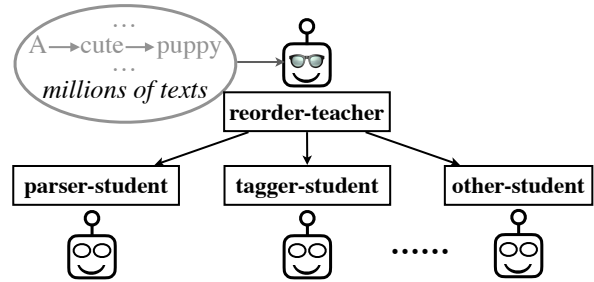 ...
A→cute→puppy
...
millions of texts
reorder-teacher
parser-student
tagger-student
other-student
......